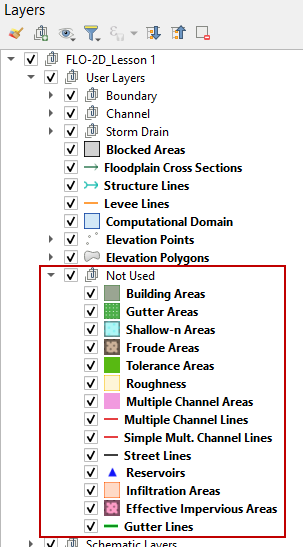 Layers
FLO-2D_Lesson 1
User Layers
Boundary
Channel
Storm Drain
Blocked Areas
Floodplain Cross Sections
Structure Lines
Levee Lines
Computational Domain
Elevation Points
Elevation Polygons
Not Used
Building Areas
Gutter Areas
Shallow-n Areas
Froude Areas
Tolerance Areas
Roughness
Multiple Channel Areas
Multiple Channel Lines
Simple Mult. Channel Lines
Street Lines
Reservoirs
Infiltration Areas
Effective Impervious Areas
Gutter Lines
Schematic Layers